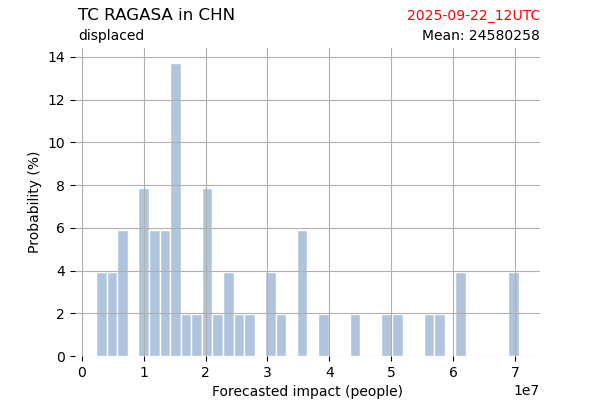 TC RAGASA in CHN
2025-09-22_12UTC
displaced
Mean: 24580258
14
12
10
8
6
4
2
0
Probability (%)
0 1 2 3 4 5 6 7
1e7
Forecasted impact (people)